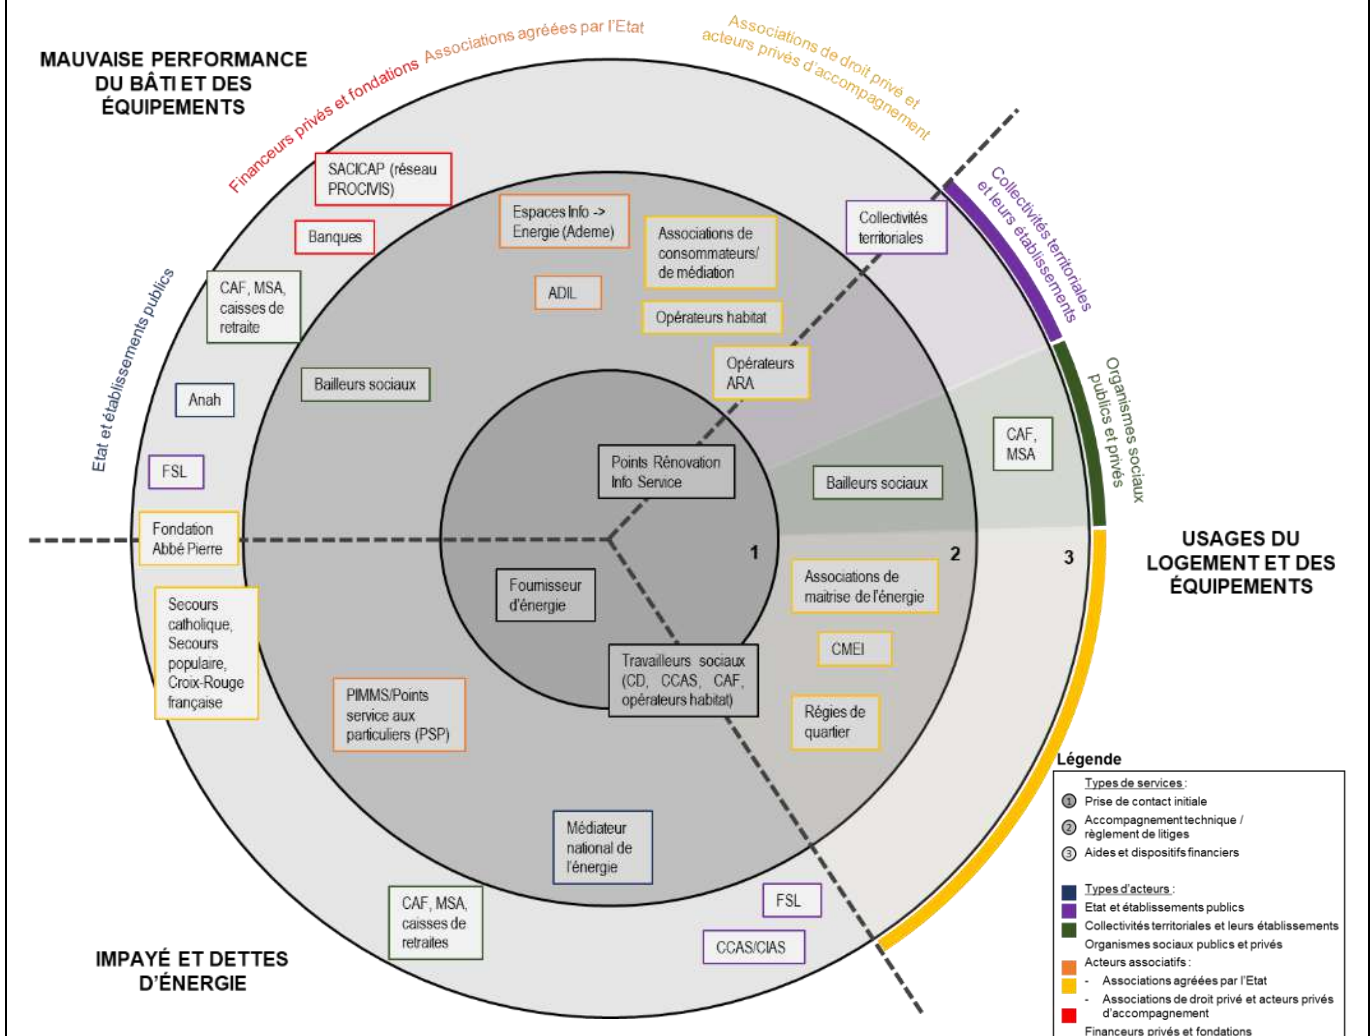 MAUVAISE PERFORMANCE
DU BÂTI ET DES
ÉQUIPEMENTS
Financeurs privés et fondations
Associations agréées par l'Etat
Associations de droit privé et
acteurs privés d'accompagnement
Collectivités territoriales
et leurs établissements
Organismes sociaux
publics et privés
Etat et établissements publics
SACICAP (réseau
PROCIVIS)
Banques
CAF, MSA,
caisses de
retraite
Anah
FSL
Fondation
Abbé Pierre
Espaces Info ->
Energie (Ademe)
ADIL
Associations de
consommateurs/
de médiation
Opérateurs habitat
Opérateurs
ARA
Collectivités
territoriales
Bailleurs sociaux
Points Rénovation
Info Service
Bailleurs sociaux
CAF,
MSA
1
2
3
USAGES DU
LOGEMENT ET DES
ÉQUIPEMENTS
Fournisseur
d'énergie
Associations de
maitrise de l'énergie
CMEI
Régies de
quartier
Travailleurs sociaux
(CD, CCAS, CAF,
opérateurs habitat)
Secours
catholique,
Secours
populaire,
Croix-Rouge
française
PIMMS/Points
service aux
particuliers (PSP)
Médiateur
national de
l'énergie
CAF, MSA,
caisses de
retraites
FSL
CCAS/CIAS
IMPAYÉ ET DETTES
D'ÉNERGIE
Légende
Types de services :
1 Prise de contact initiale
2 Accompagnement technique /
règlement de litiges
3 Aides et dispositifs financiers
Types d'acteurs :
Etat et établissements publics
Collectivités territoriales et leurs établissements
Organismes sociaux publics et privés
Acteurs associatifs :
- Associations agréées par l'Etat
- Associations de droit privé et acteurs privés
d'accompagnement
Financeurs privés et fondations